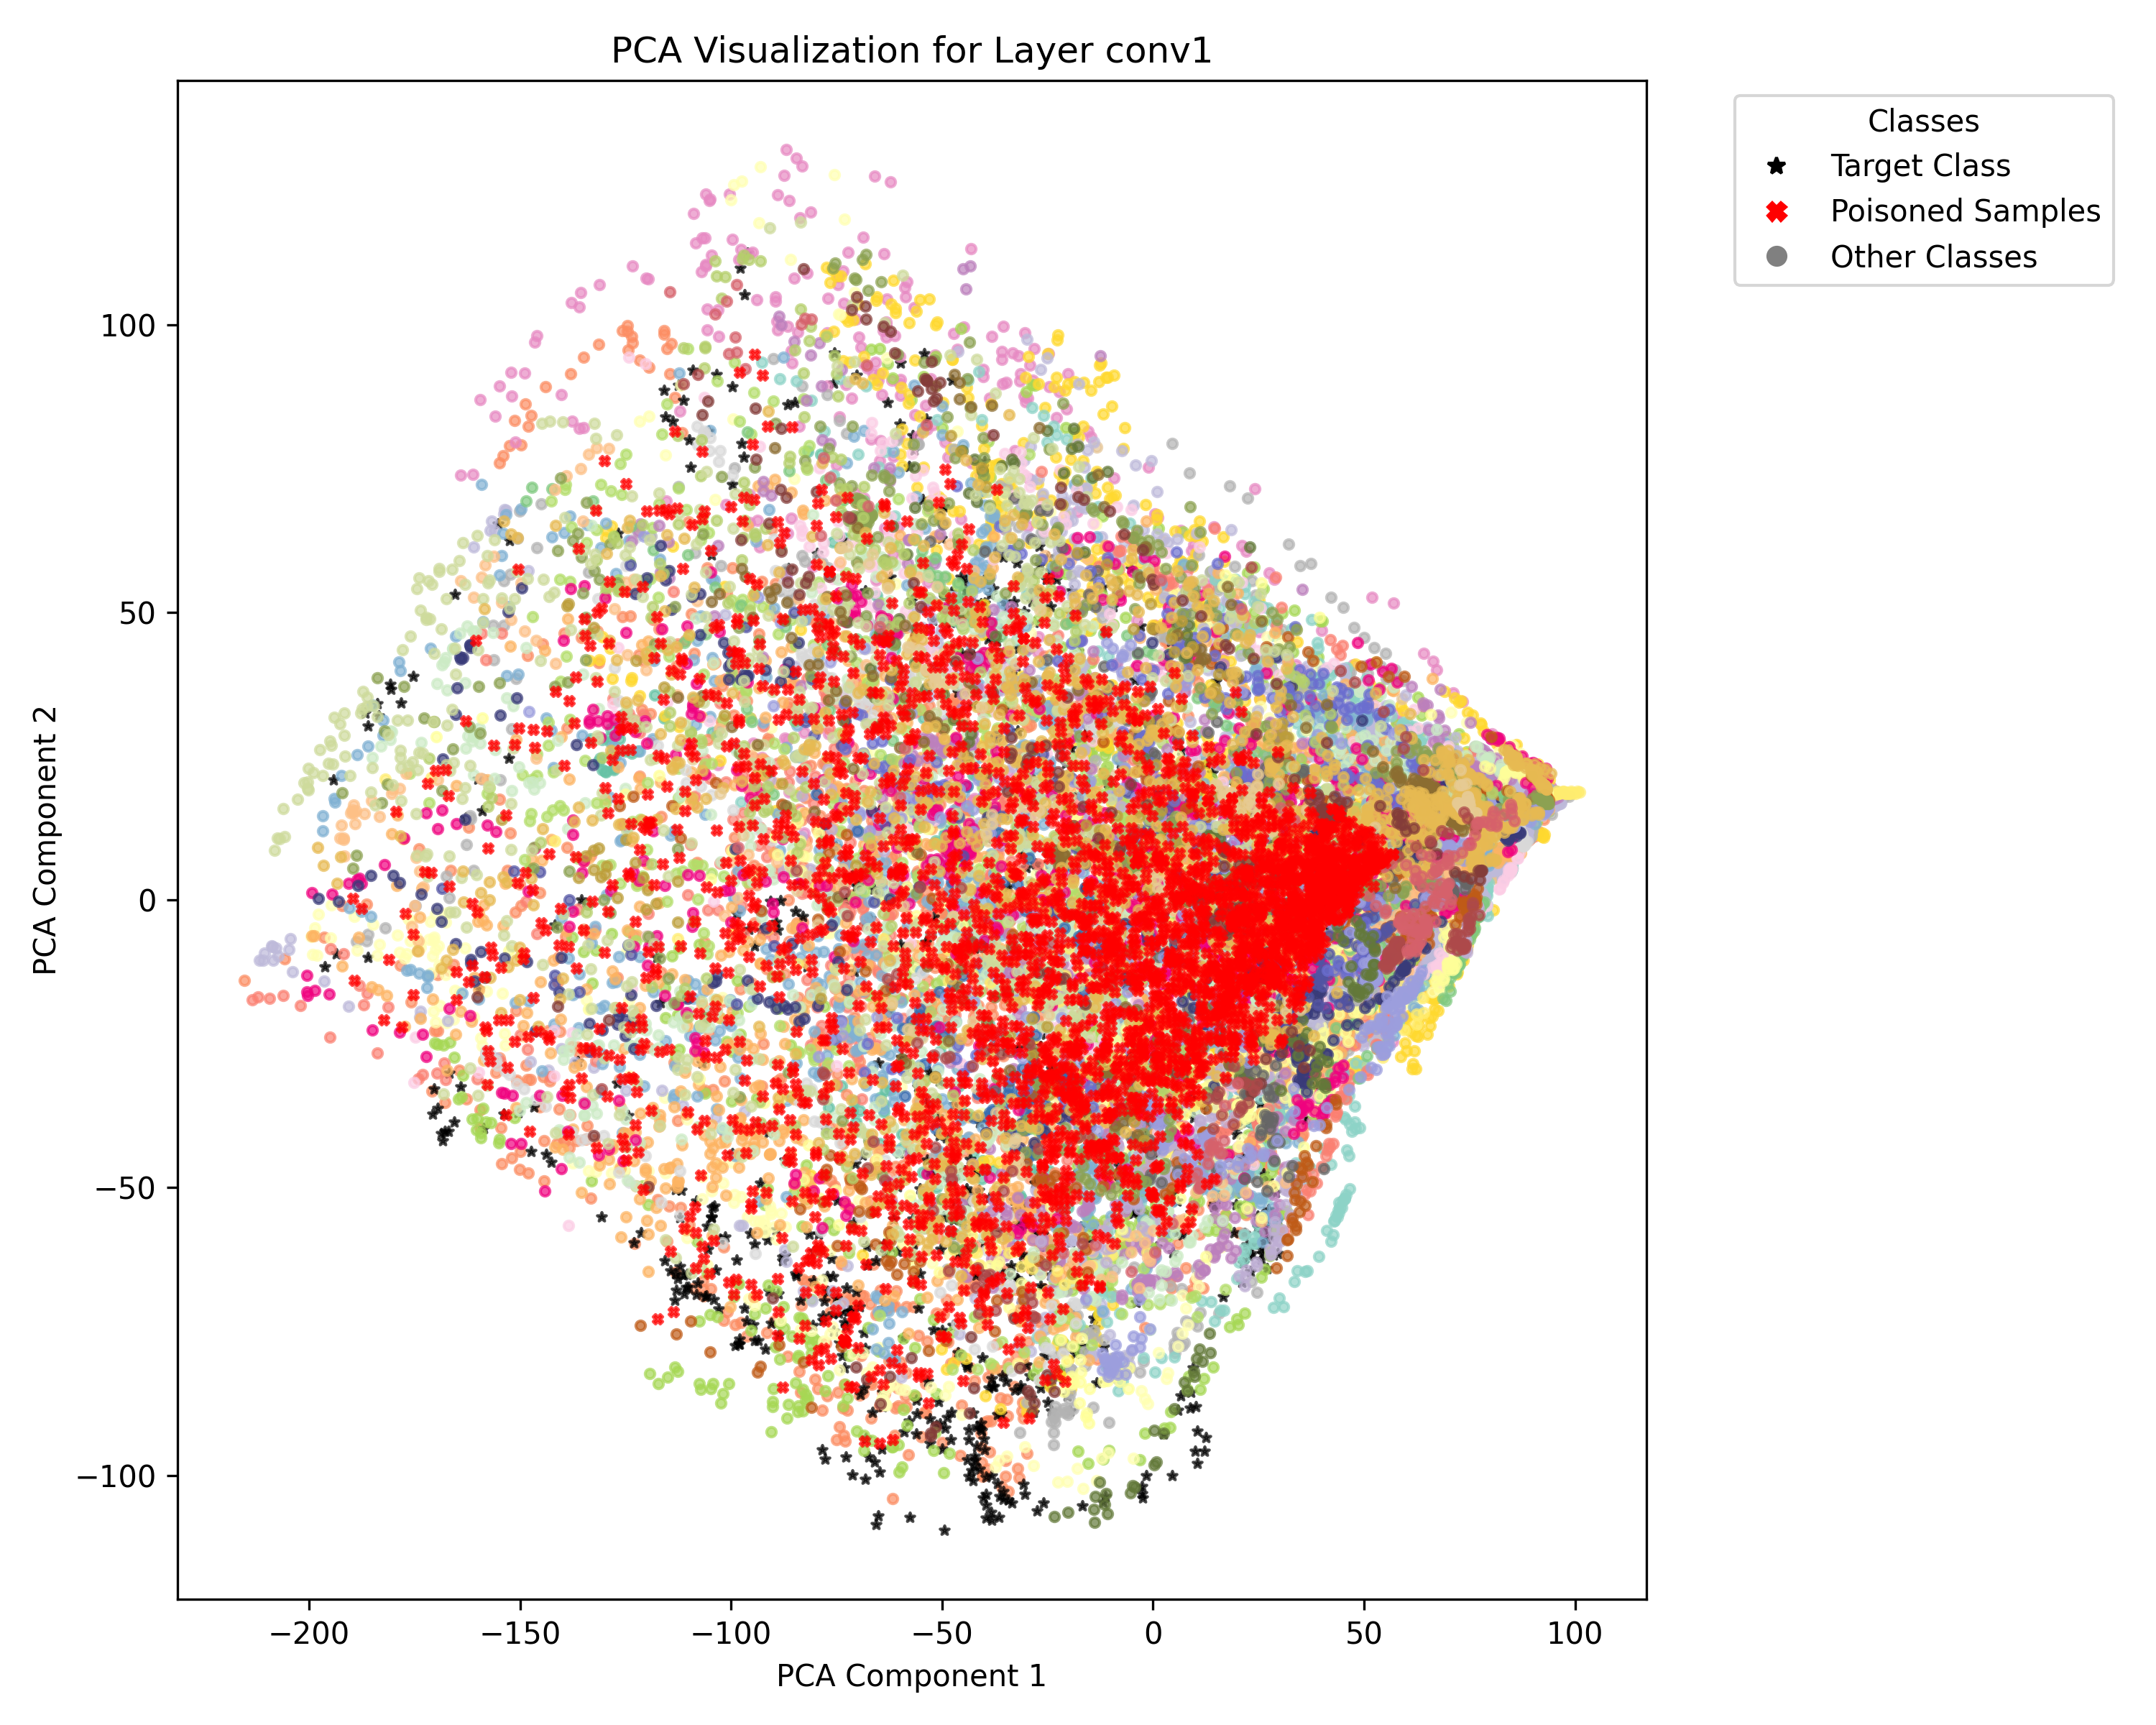 PCA Visualization for Layer conv1
Classes
Target Class
Poisoned Samples
Other Classes
PCA Component 2
100
50
0
−50
−100
−200
−150
−100
−50
0
50
100
PCA Component 1